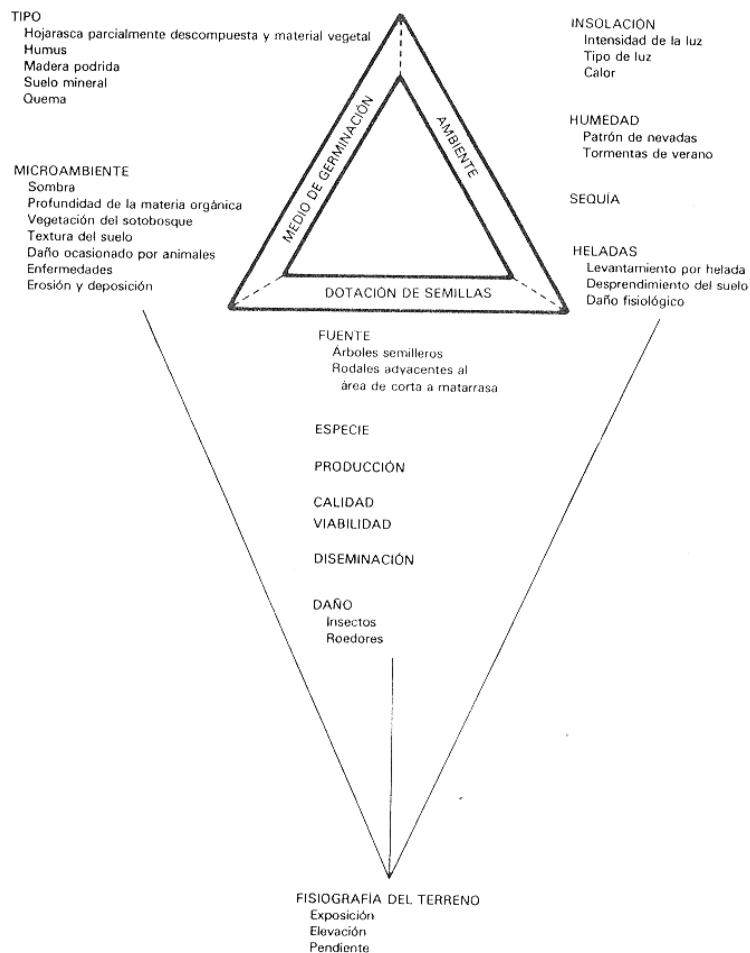 TIPO
Hojarasca parcialmente descompuesta y material vegetal
Humus
Madera podrida
Suelo mineral
Quema
MICROAMBIENTE
Sombra
Profundidad de la materia orgánica
Vegetación del sotobosque
Textura del suelo
Daño ocasionado por animales
Enfermedades
Erosión y deposición
MEDIO DE GERMINACIÓN
AMBIENTE
DOTACIÓN DE SEMILLAS
INSOLACIÓN
Intensidad de la luz
Tipo de luz
Calor
HUMEDAD
Patrón de nevadas
Tormentas de verano
SEQUÍA
HELADAS
Levantamiento por helada
Desprendimiento del suelo
Daño fisiológico
FUENTE
Árboles semilleros
Rodales adyacentes al
área de corta a matarrasa
ESPECIE
PRODUCCIÓN
CALIDAD
VIABILIDAD
DISEMINACIÓN
DAÑO
Insectos
Roedores
FISIOGRAFÍA DEL TERRENO
Exposición
Elevación
Pendiente